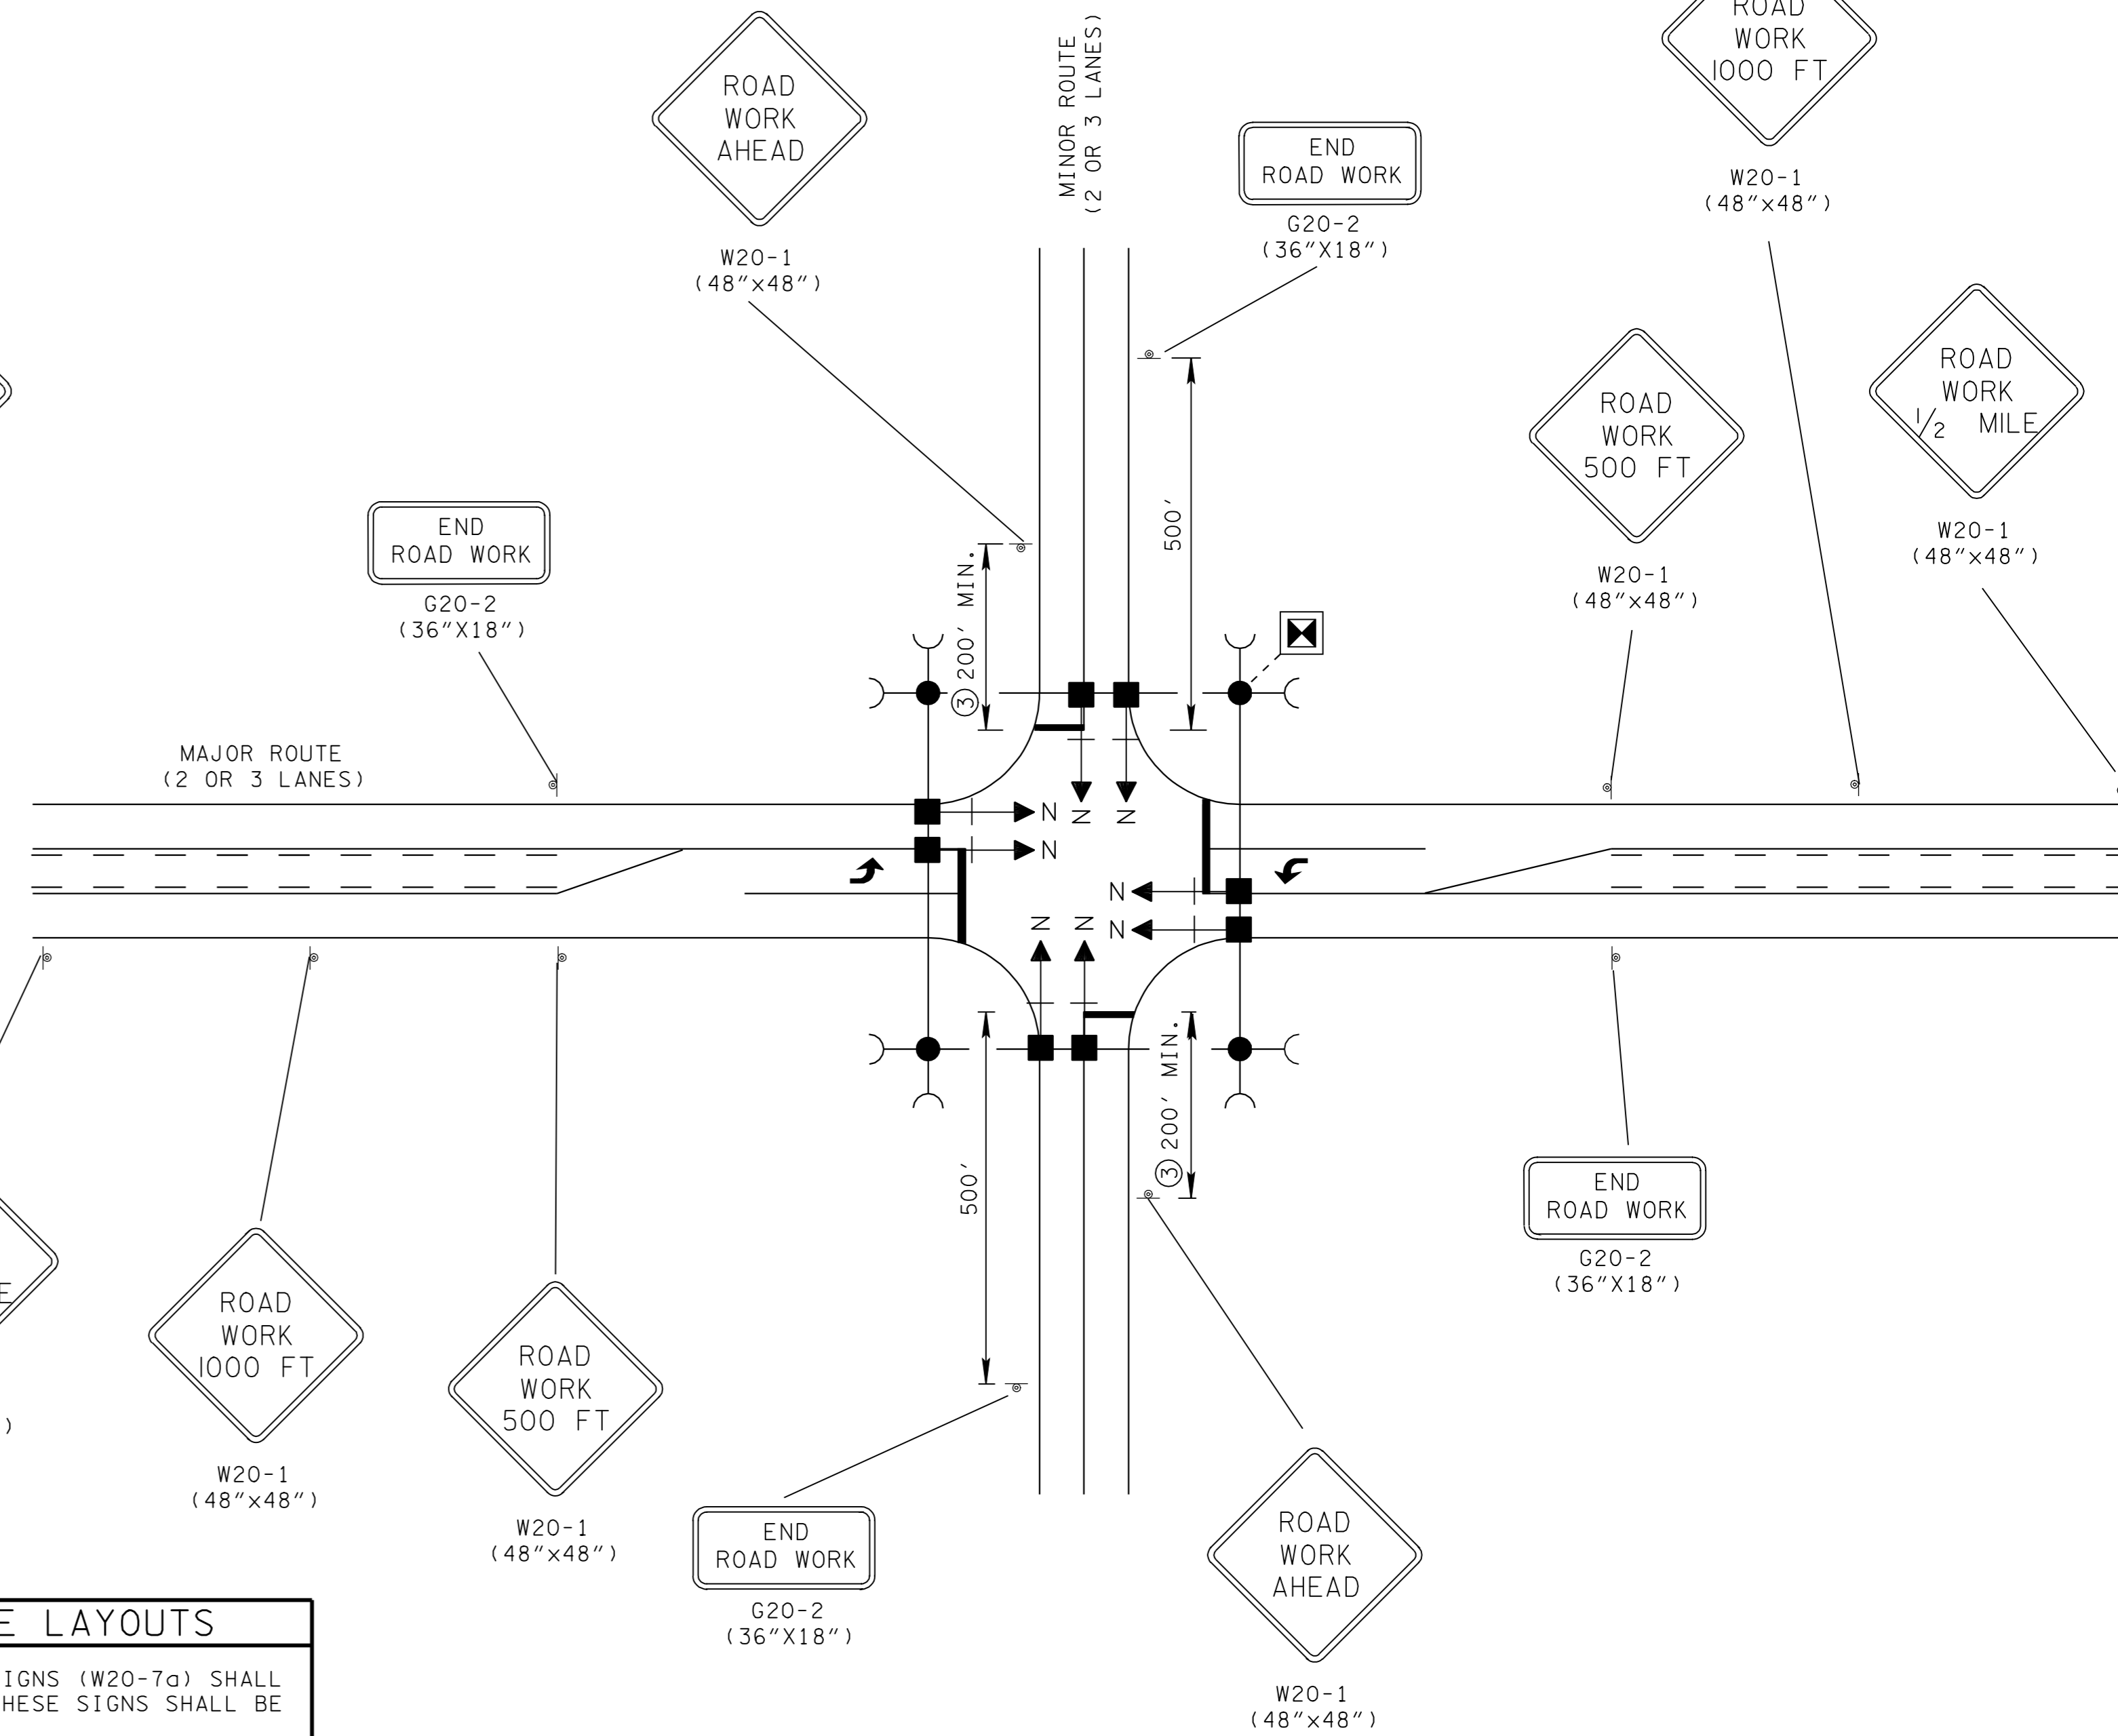 ROAD
WORK
1000 FT
W20-1
(48"x48")
ROAD
WORK
AHEAD
W20-1
(48"x48")
MINOR ROUTE
(2 OR 3 LANES)
END
ROAD WORK
G20-2
(36"X18")
ROAD
WORK
1/2 MILE
W20-1
(48"x48")
ROAD
WORK
500 FT
W20-1
(48"x48")
END
ROAD WORK
G20-2
(36"X18")
3 200' MIN.
500'
MAJOR ROUTE
(2 OR 3 LANES)
N
N
N
N
N
N
N
N
500'
3 200' MIN.
END
ROAD WORK
G20-2
(36"X18")
E
)
ROAD
WORK
1000 FT
W20-1
(48"x48")
ROAD
WORK
500 FT
W20-1
(48"x48")
END
ROAD WORK
G20-2
(36"X18")
ROAD
WORK
AHEAD
W20-1
(48"x48")
E LAYOUTS
IGNS (W20-7a) SHALL
HESE SIGNS SHALL BE